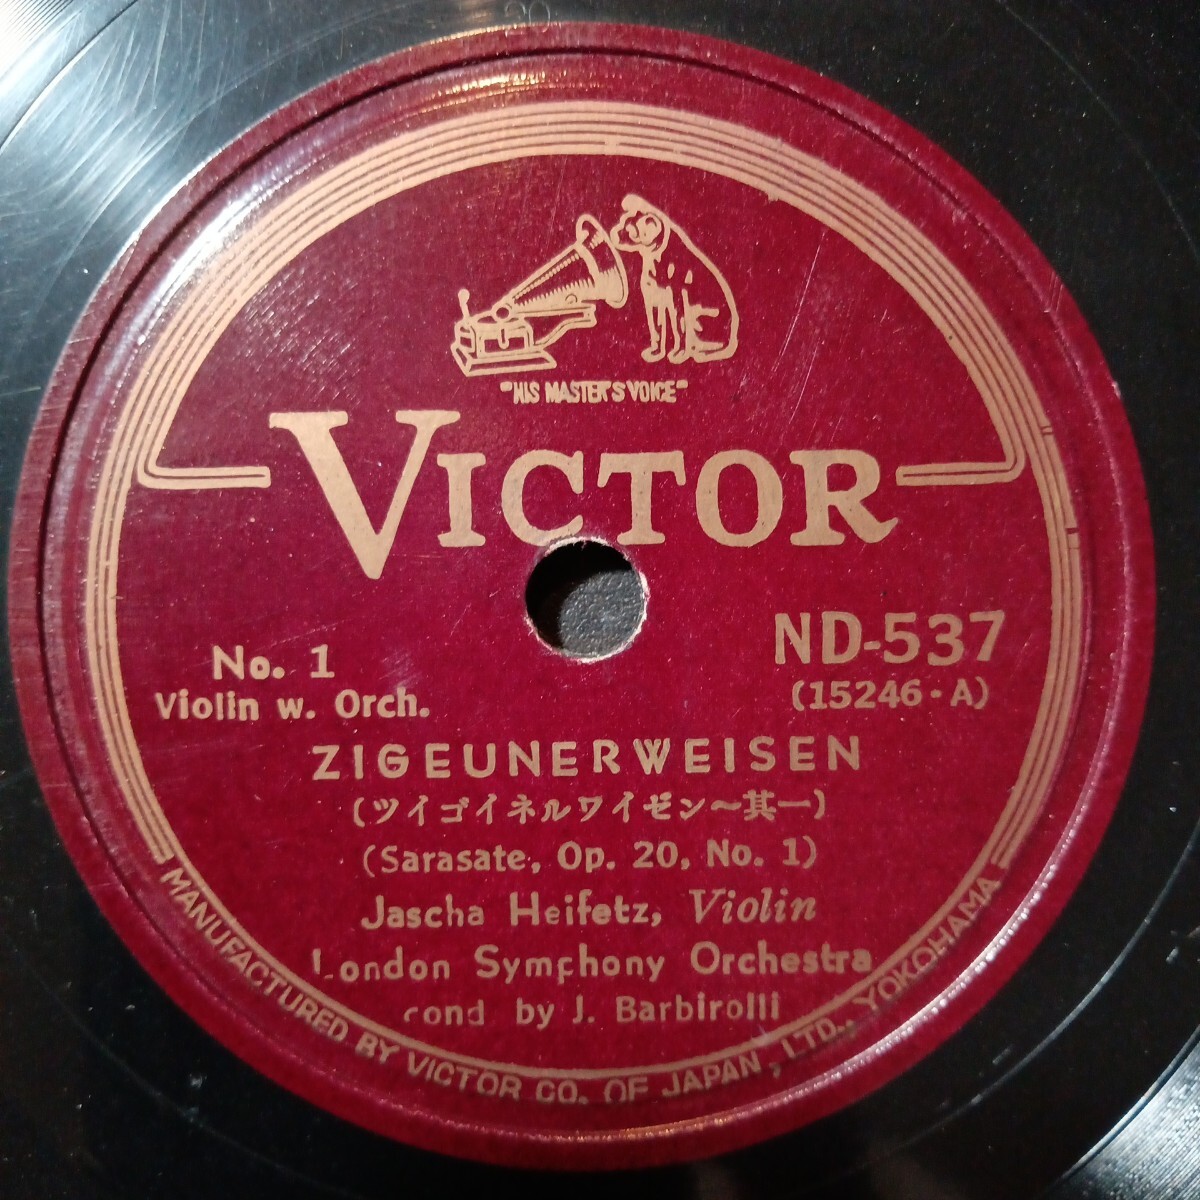 20
"HIS MASTER'S VOICE"
VICTOR
No. 1
Violin w. Orch.
ND-537
(15246-A)
ZIGEUNERWEISEN
(ツイゴイネルワイゼン~其一)
(Sarasate, Op. 20, No. 1)
Jascha Heifetz, Violin
London Symphony Orchestra
cond by J. Barbirolli
MANUFACTURED BY VICTOR CO. OF JAPAN, LTD., YOKOHAMA